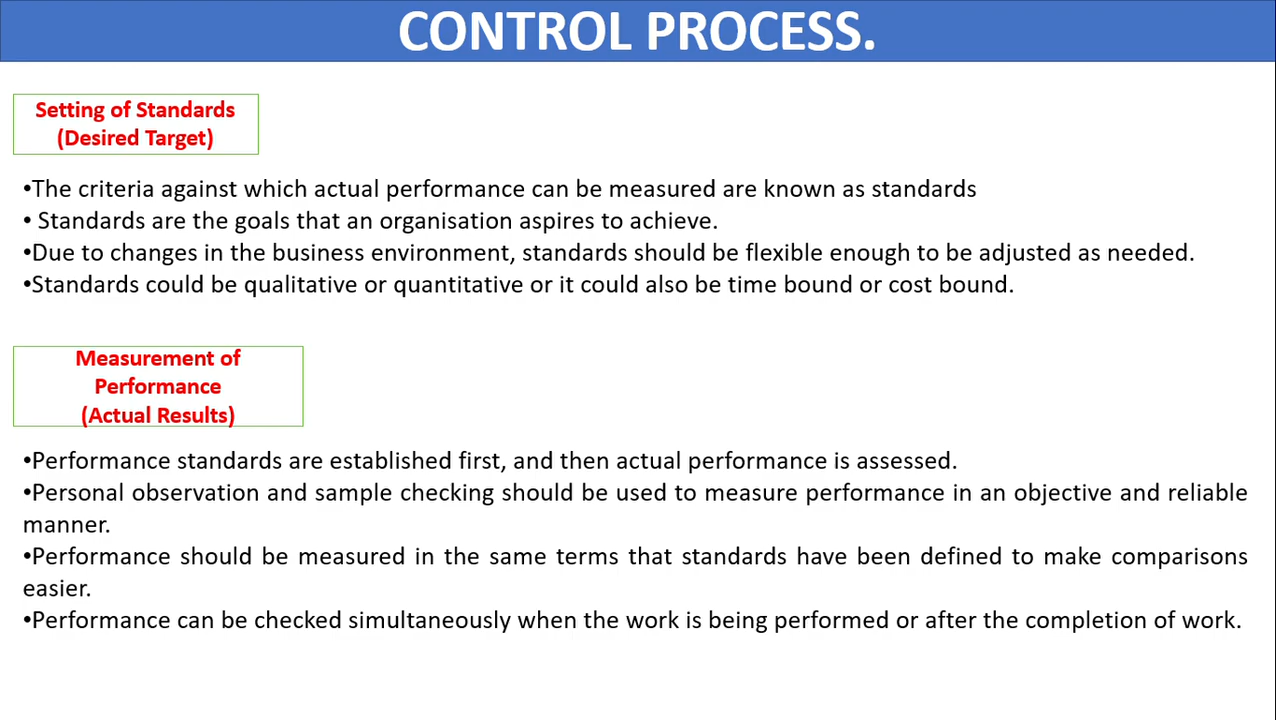 CONTROL PROCESS.
Setting of Standards
(Desired Target)
•The criteria against which actual performance can be measured are known as standards
• Standards are the goals that an organisation aspires to achieve.
•Due to changes in the business environment, standards should be flexible enough to be adjusted as needed.
•Standards could be qualitative or quantitative or it could also be time bound or cost bound.
Measurement of
Performance
(Actual Results)
•Performance standards are established first, and then actual performance is assessed.
•Personal observation and sample checking should be used to measure performance in an objective and reliable
manner.
•Performance should be measured in the same terms that standards have been defined to make comparisons
easier.
•Performance can be checked simultaneously when the work is being performed or after the completion of work.